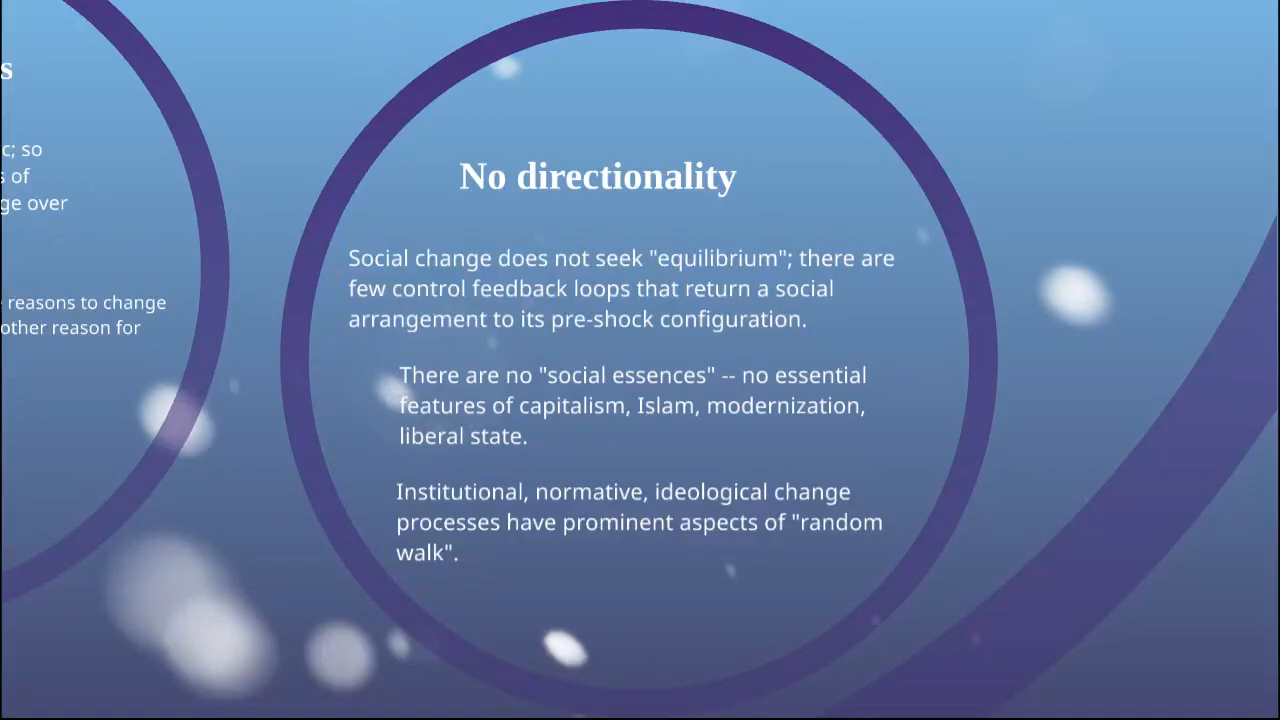 s
c; so
s of
ge over
reasons to change
other reason for
No directionality
Social change does not seek "equilibrium"; there are
few control feedback loops that return a social
arrangement to its pre-shock configuration.
There are no "social essences" -- no essential
features of capitalism, Islam, modernization,
liberal state.
Institutional, normative, ideological change
processes have prominent aspects of "random
walk".